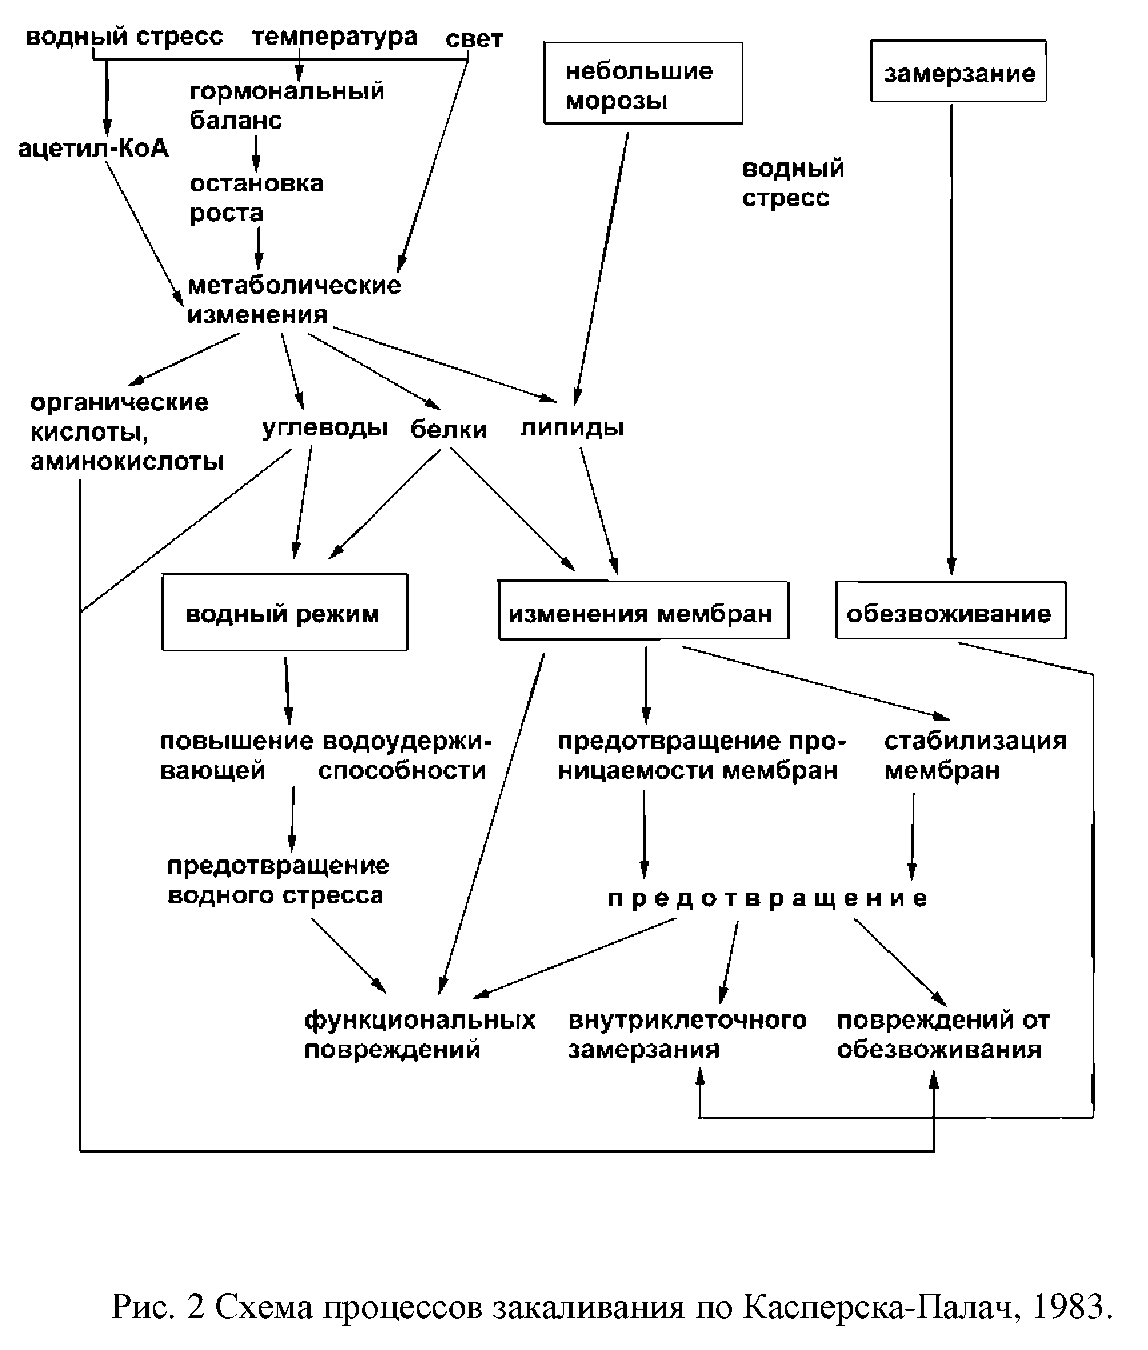 водный стресс температура свет
небольшие
морозы
замерзание
гормональный
баланс
ацетил-КоА
водный
стресс
остановка
роста
метаболические
изменения
органические
кислоты,
аминокислоты
углеводы белки липиды
водный режим
изменения мембран
обезвоживание
повышение водоудержи-
вающей способности
предотвращение про-
ницаемости мембран
стабилизация
мембран
предотвращение
водного стресса
предотвращение
функциональных
повреждений
внутриклеточного
замерзания
повреждений от
обезвоживания
Рис. 2 Схема процессов закаливания по Касперска-Палач, 1983.